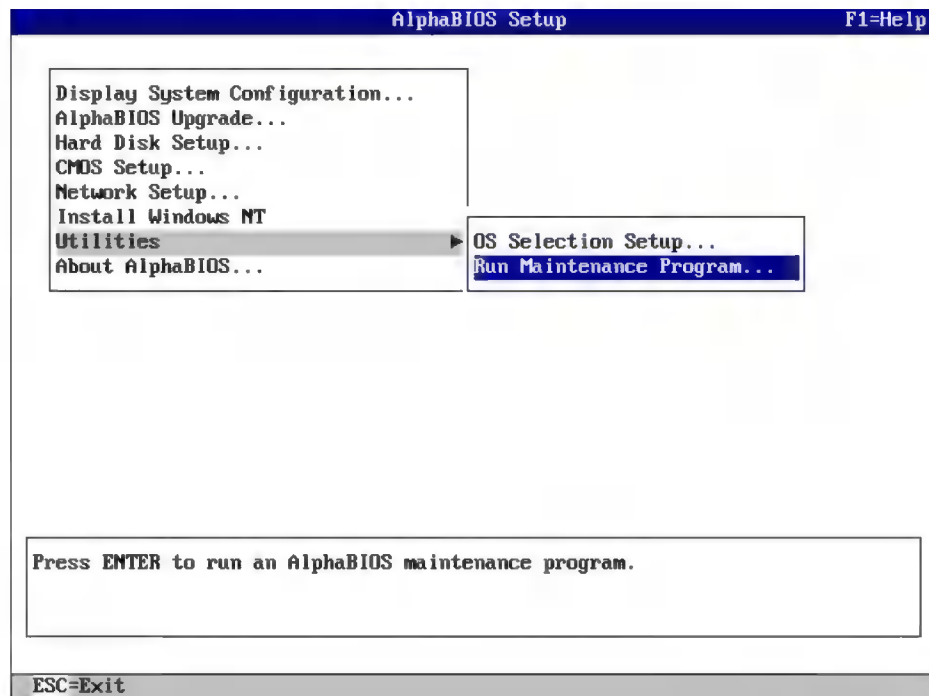 AlphaBIOS Setup F1=Help
Display System Configuration...
AlphaBIOS Upgrade...
Hard Disk Setup...
CMOS Setup...
Network Setup...
Install Windows NT
Utilities
About AlphaBIOS...
OS Selection Setup...
Run Maintenance Program...
Press ENTER to run an AlphaBIOS maintenance program.
ESC=Exit